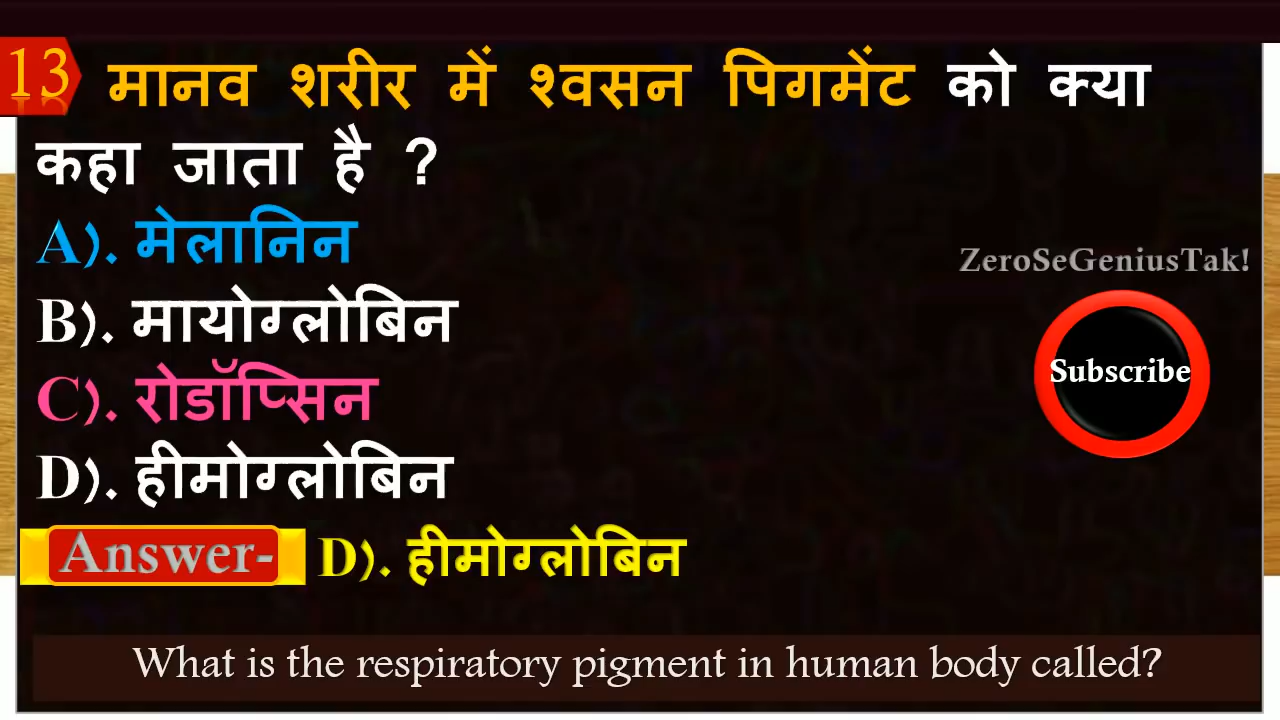 13 मानव शरीर में श्वसन पिगमेंट को क्या
कहा जाता है ?
A). मेलानिन
ZeroSeGeniusTak!
B). मायोग्लोबिन
Subscribe
C). रोडॉप्सिन
D). हीमोग्लोबिन
Answer- D). हीमोग्लोबिन
What is the respiratory pigment in human body called?